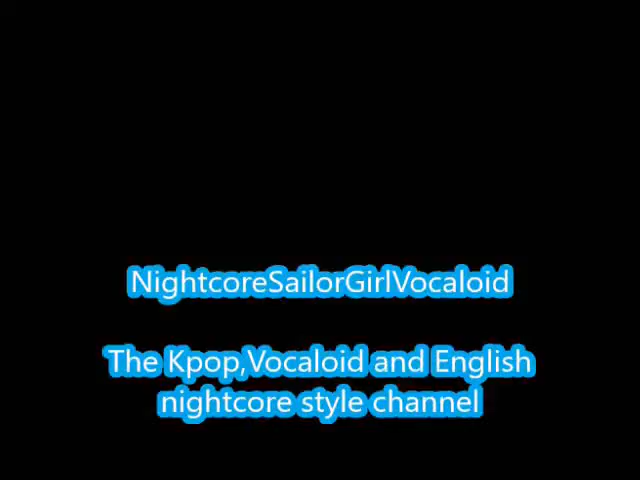 NightcoreSailorGirlVocaloid
The Kpop,Vocaloid and English
nightcore style channel